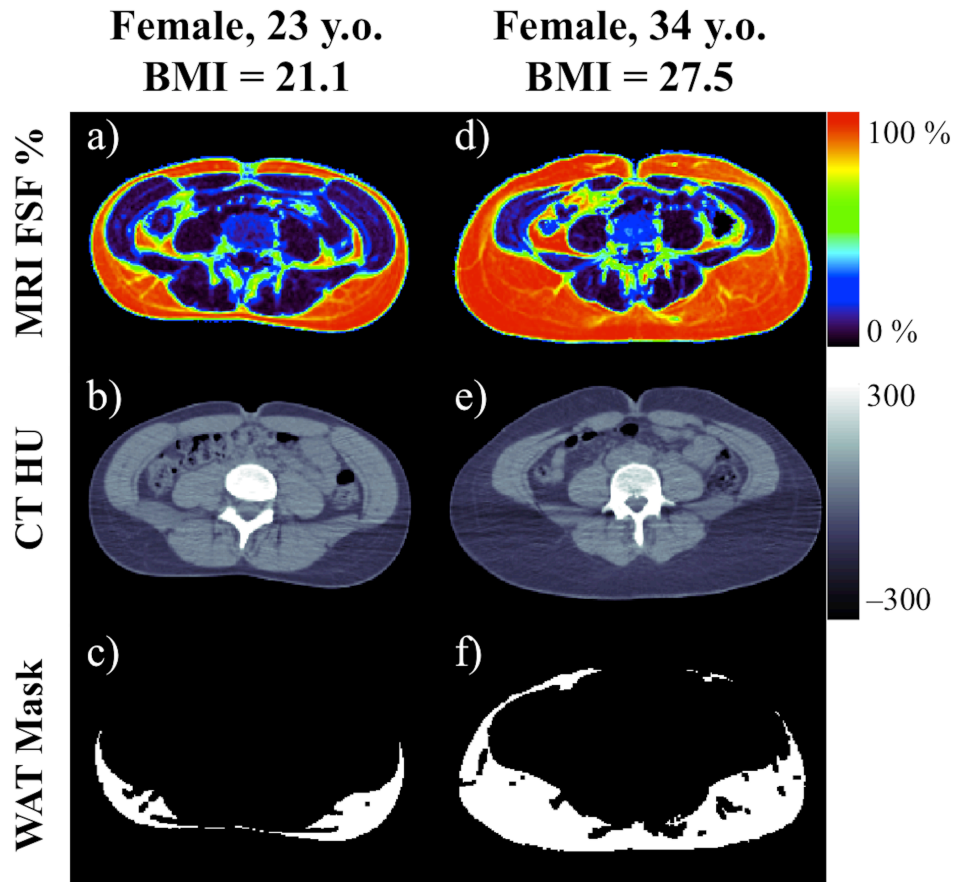 Female, 23 y.o.
BMI = 21.1
Female, 34 y.o.
BMI = 27.5
MRI FSF %
a)
d)
100 %
0 %
CT HU
b)
e)
300
–300
WAT Mask
c)
f)